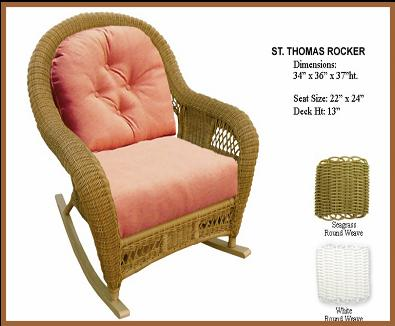 ST. THOMAS ROCKER
Dimensions:
34" x 36" x 37"ht.
Seat Size: 22" x 24"
Deck Ht: 13"
Seagrass
Round Weave
White
Round Weave